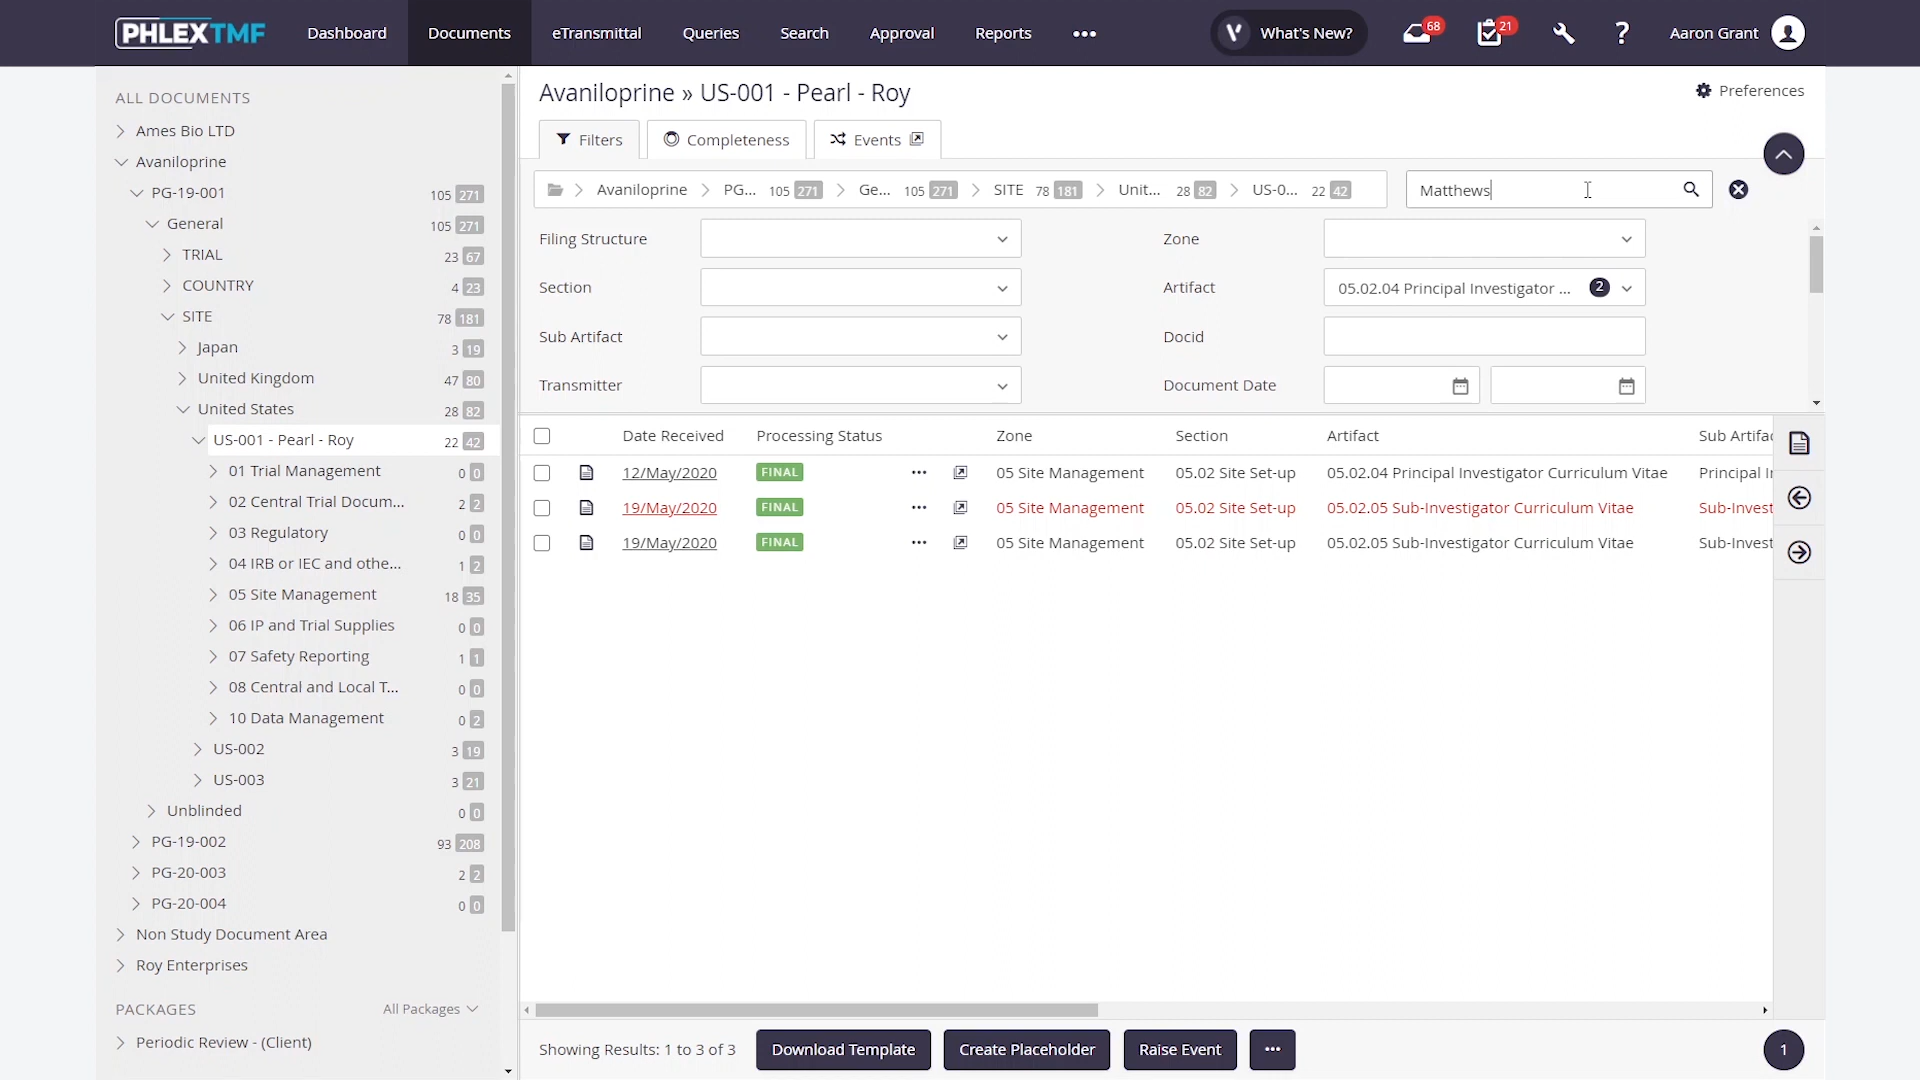 PHLEXTMF
Dashboard
Documents
eTransmittal
Queries
Search
Approval
Reports
What's New?
68
21
Aaron Grant
ALL DOCUMENTS
Ames Bio LTD
Avaniloprine
PG-19-001 105 271
General 105 271
TRIAL 23 67
COUNTRY 4 23
SITE 78 181
Japan 3 19
United Kingdom 47 80
United States 28 82
US-001 - Pearl - Roy 22 42
01 Trial Management 0 0
02 Central Trial Docum... 2 2
03 Regulatory 0 0
04 IRB or IEC and othe... 1 2
05 Site Management 18 35
06 IP and Trial Supplies 0 0
07 Safety Reporting 1 1
08 Central and Local T... 0 0
10 Data Management 0 2
US-002 3 19
US-003 3 21
Unblinded 0 0
PG-19-002 93 208
PG-20-003 2 2
PG-20-004 0 0
Non Study Document Area
Roy Enterprises
PACKAGES All Packages
Periodic Review - (Client)
Avaniloprine » US-001 - Pearl - Roy
Preferences
Filters
Completeness
Events
Avaniloprine PG... 105 271 Ge... 105 271 SITE 78 181 Unit... 28 82 US-0... 22 42
Matthews
Filing Structure
Zone
Section
Artifact 05.02.04 Principal Investigator ... 2
Sub Artifact
Docid
Transmitter
Document Date
Date Received Processing Status Zone Section Artifact Sub Artifac
12/May/2020 FINAL ... 05 Site Management 05.02 Site Set-up 05.02.04 Principal Investigator Curriculum Vitae Principal Ir
19/May/2020 FINAL ... 05 Site Management 05.02 Site Set-up 05.02.05 Sub-Investigator Curriculum Vitae Sub-Invest
19/May/2020 FINAL ... 05 Site Management 05.02 Site Set-up 05.02.05 Sub-Investigator Curriculum Vitae Sub-Invest
Showing Results: 1 to 3 of 3
Download Template
Create Placeholder
Raise Event
...
1